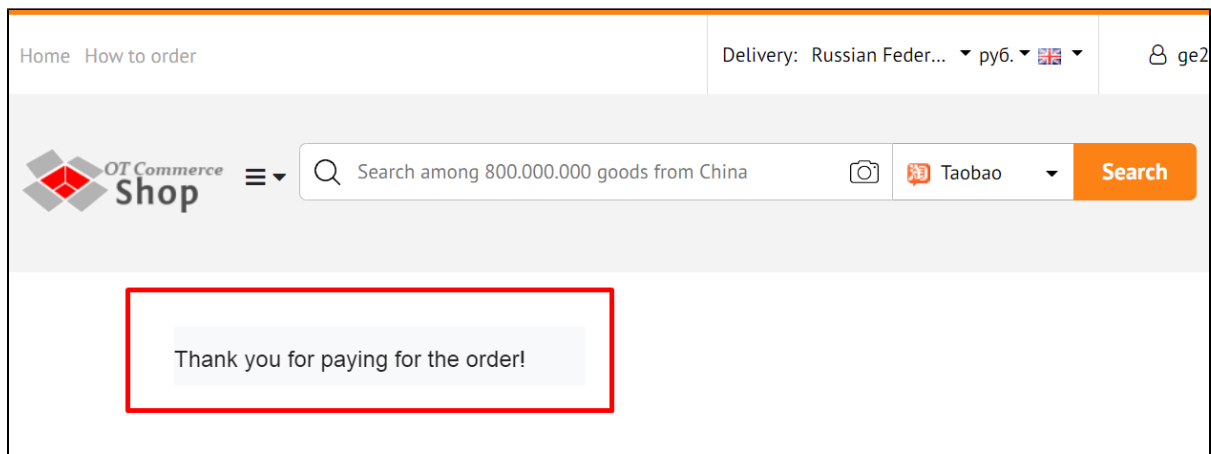 Home How to order
Delivery: Russian Feder... руб.
ge2
OT Commerce
Shop
Search among 800.000.000 goods from China
淘
Taobao
Search
Thank you for paying for the order!